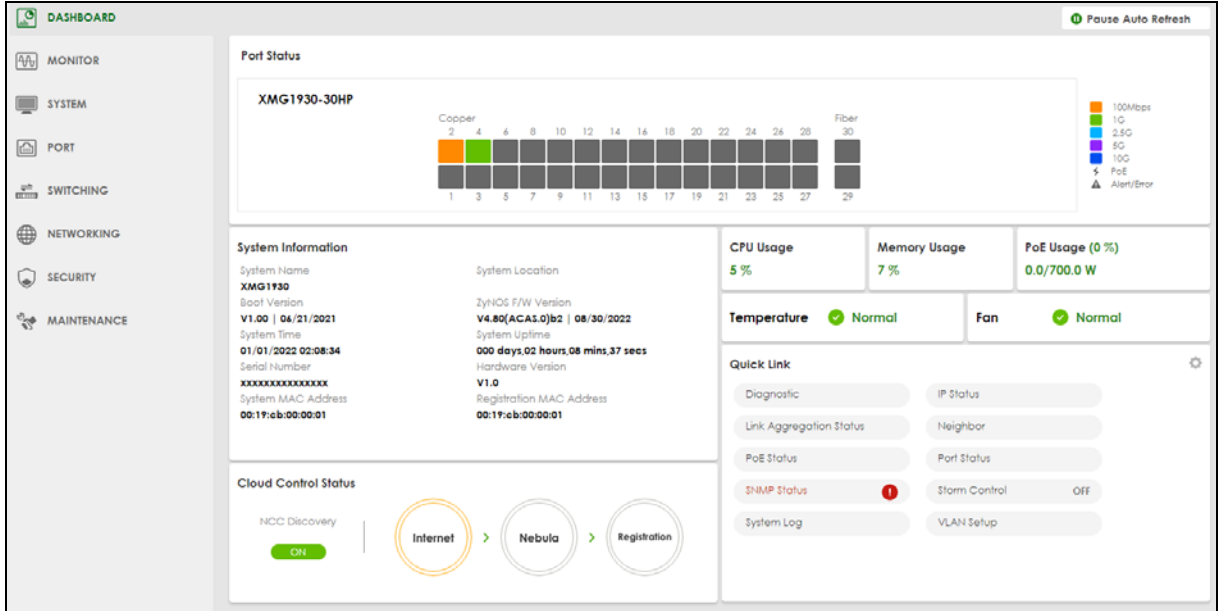 DASHBOARD
Pause Auto Refresh
MONITOR
SYSTEM
PORT
SWITCHING
NETWORKING
SECURITY
MAINTENANCE
Port Status
XMG1930-30HP
Copper
Fiber
2 4 6 8 10 12 14 16 18 20 22 24 26 28 30
1 3 5 7 9 11 13 15 17 19 21 23 25 27 29
100Mbps
1G
2.5G
5G
10G
PoE
Alert/Error
System Information
System Name
System Location
XMG1930
Boot Version
ZyNOS F/W Version
V1.00 | 06/21/2021
V4.80(ACAS.0)b2 | 08/30/2022
System Time
System Uptime
01/01/2022 02:08:34
000 days,02 hours,08 mins,37 secs
Serial Number
Hardware Version
xxxxxxxxxxxxxxx
V1.0
System MAC Address
Registration MAC Address
00:19:cb:00:00:01
00:19:cb:00:00:01
CPU Usage
5 %
Memory Usage
7 %
PoE Usage (0 %)
0.0/700.0 W
Temperature
Normal
Fan
Normal
Quick Link
Diagnostic
IP Status
Link Aggregation Status
Neighbor
PoE Status
Port Status
SNMP Status
!
Storm Control
OFF
System Log
VLAN Setup
Cloud Control Status
NCC Discovery
ON
Internet
>
Nebula
>
Registration